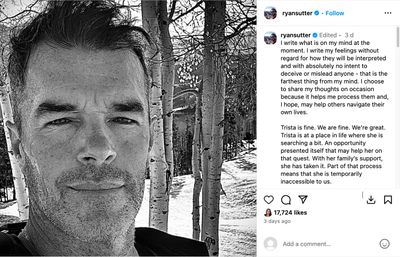 ryansutter • Follow
ryansutter Edited • 3 d
i write what is on my mind at the
moment. I write my feelings without
regard for how they will be interpreted
and with absolutely no intent to
deceive or mislead anyone - that is the
farthest thing from my mind. I choose
to share my thoughts on occasion
because it helps me process them and,
I hope, may help others navigate their
own lives.
Trista is fine. We are fine. We're great.
Trista is at a place in life where she is
searching a bit. An opportunity
presented itself that may help her on
that quest. With her family's support,
she has taken it. Part of that process
means that she is temporarily
inaccessible to us.
17,724 likes
3 days ago
Add a comment...